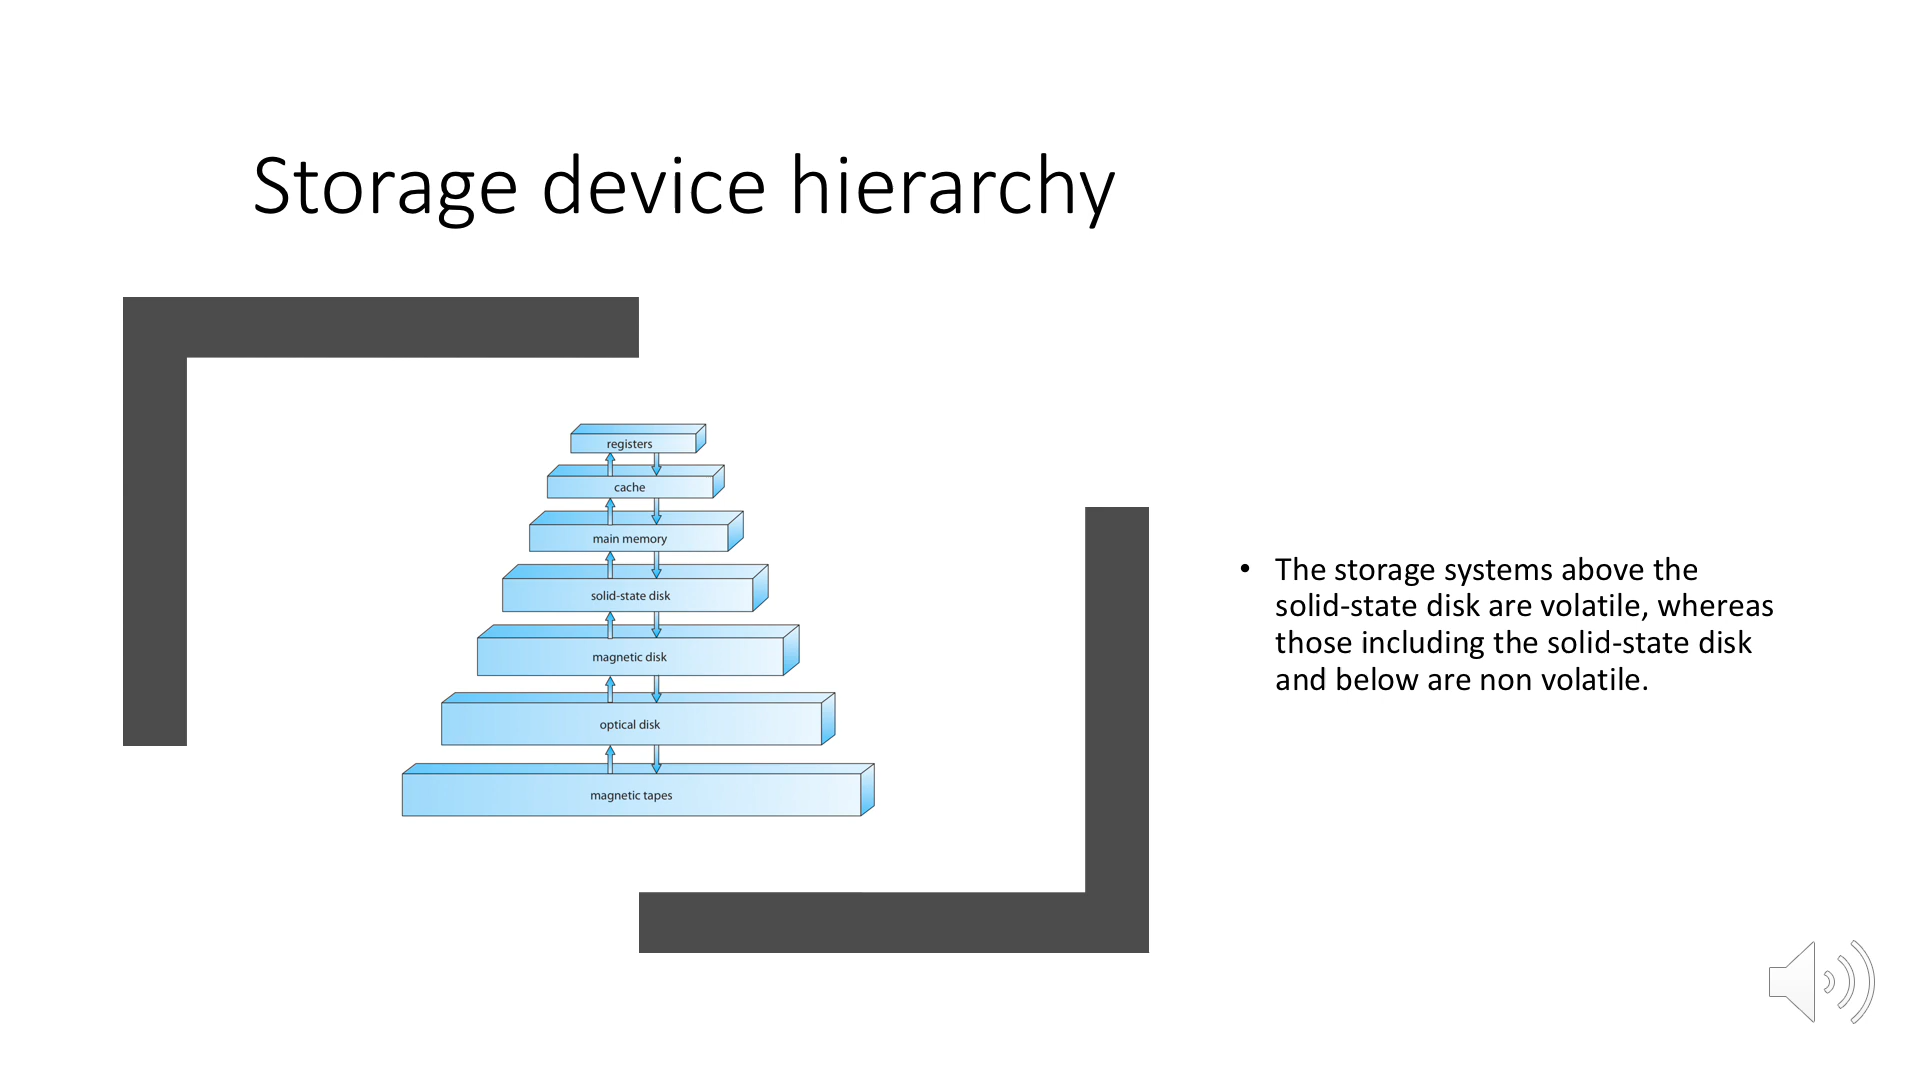 Storage device hierarchy
registers
cache
main memory
solid-state disk
magnetic disk
optical disk
magnetic tapes
• The storage systems above the
solid-state disk are volatile, whereas
those including the solid-state disk
and below are non volatile.